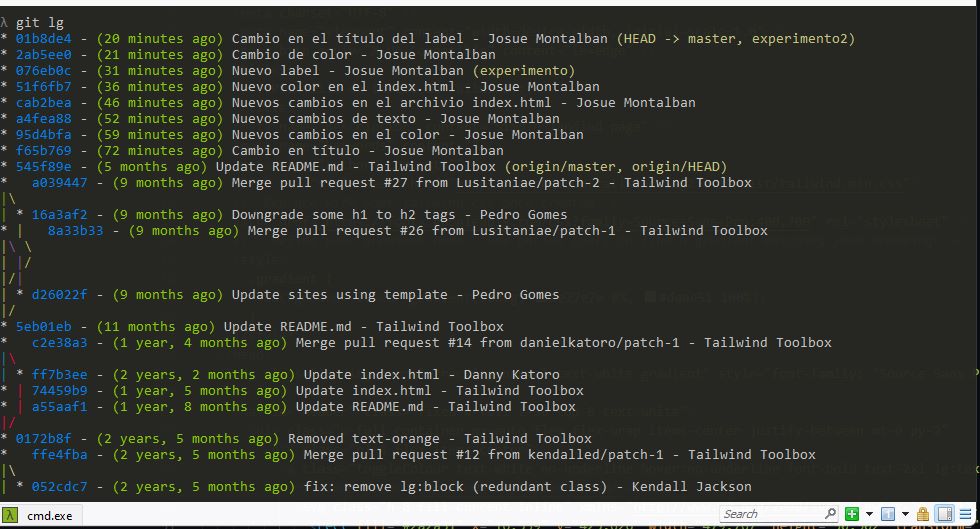 λ git lg
* 01b8de4 - (20 minutes ago) Cambio en el título del label - Josue Montalban (HEAD -> master, experimento2)
* 2ab5ee0 - (21 minutes ago) Cambio de color - Josue Montalban
* 076eb0c - (31 minutes ago) Nuevo label - Josue Montalban (experimento)
* 51f6fb7 - (36 minutes ago) Nuevo color en el index.html - Josue Montalban
* cab2bea - (46 minutes ago) Nuevos cambios en el archivio index.html - Josue Montalban
* a4fea88 - (52 minutes ago) Nuevos cambios de texto - Josue Montalban
* 95d4bfa - (59 minutes ago) Nuevos cambios en el color - Josue Montalban
* f65b769 - (72 minutes ago) Cambio en título - Josue Montalban
* 545f89e - (5 months ago) Update README.md - Tailwind Toolbox (origin/master, origin/HEAD)
*   a039447 - (9 months ago) Merge pull request #27 from Lusitaniae/patch-2 - Tailwind Toolbox
|\
| * 16a3af2 - (9 months ago) Downgrade some h1 to h2 tags - Pedro Gomes
* |   8a33b33 - (9 months ago) Merge pull request #26 from Lusitaniae/patch-1 - Tailwind Toolbox
|\ \
| |/
|/|
| * d26022f - (9 months ago) Update sites using template - Pedro Gomes
|/
* 5eb01eb - (11 months ago) Update README.md - Tailwind Toolbox
*   c2e38a3 - (1 year, 4 months ago) Merge pull request #14 from danielkatoro/patch-1 - Tailwind Toolbox
|\
| * ff7b3ee - (2 years, 2 months ago) Update index.html - Danny Katoro
* | 74459b9 - (1 year, 5 months ago) Update index.html - Tailwind Toolbox
* | a55aaf1 - (1 year, 8 months ago) Update README.md - Tailwind Toolbox
|/
* 0172b8f - (2 years, 5 months ago) Removed text-orange - Tailwind Toolbox
*   ffe4fba - (2 years, 5 months ago) Merge pull request #12 from kendalled/patch-1 - Tailwind Toolbox
|\
| * 052cdc7 - (2 years, 5 months ago) fix: remove lg:block (redundant class) - Kendall Jackson
λ cmd.exe
Search